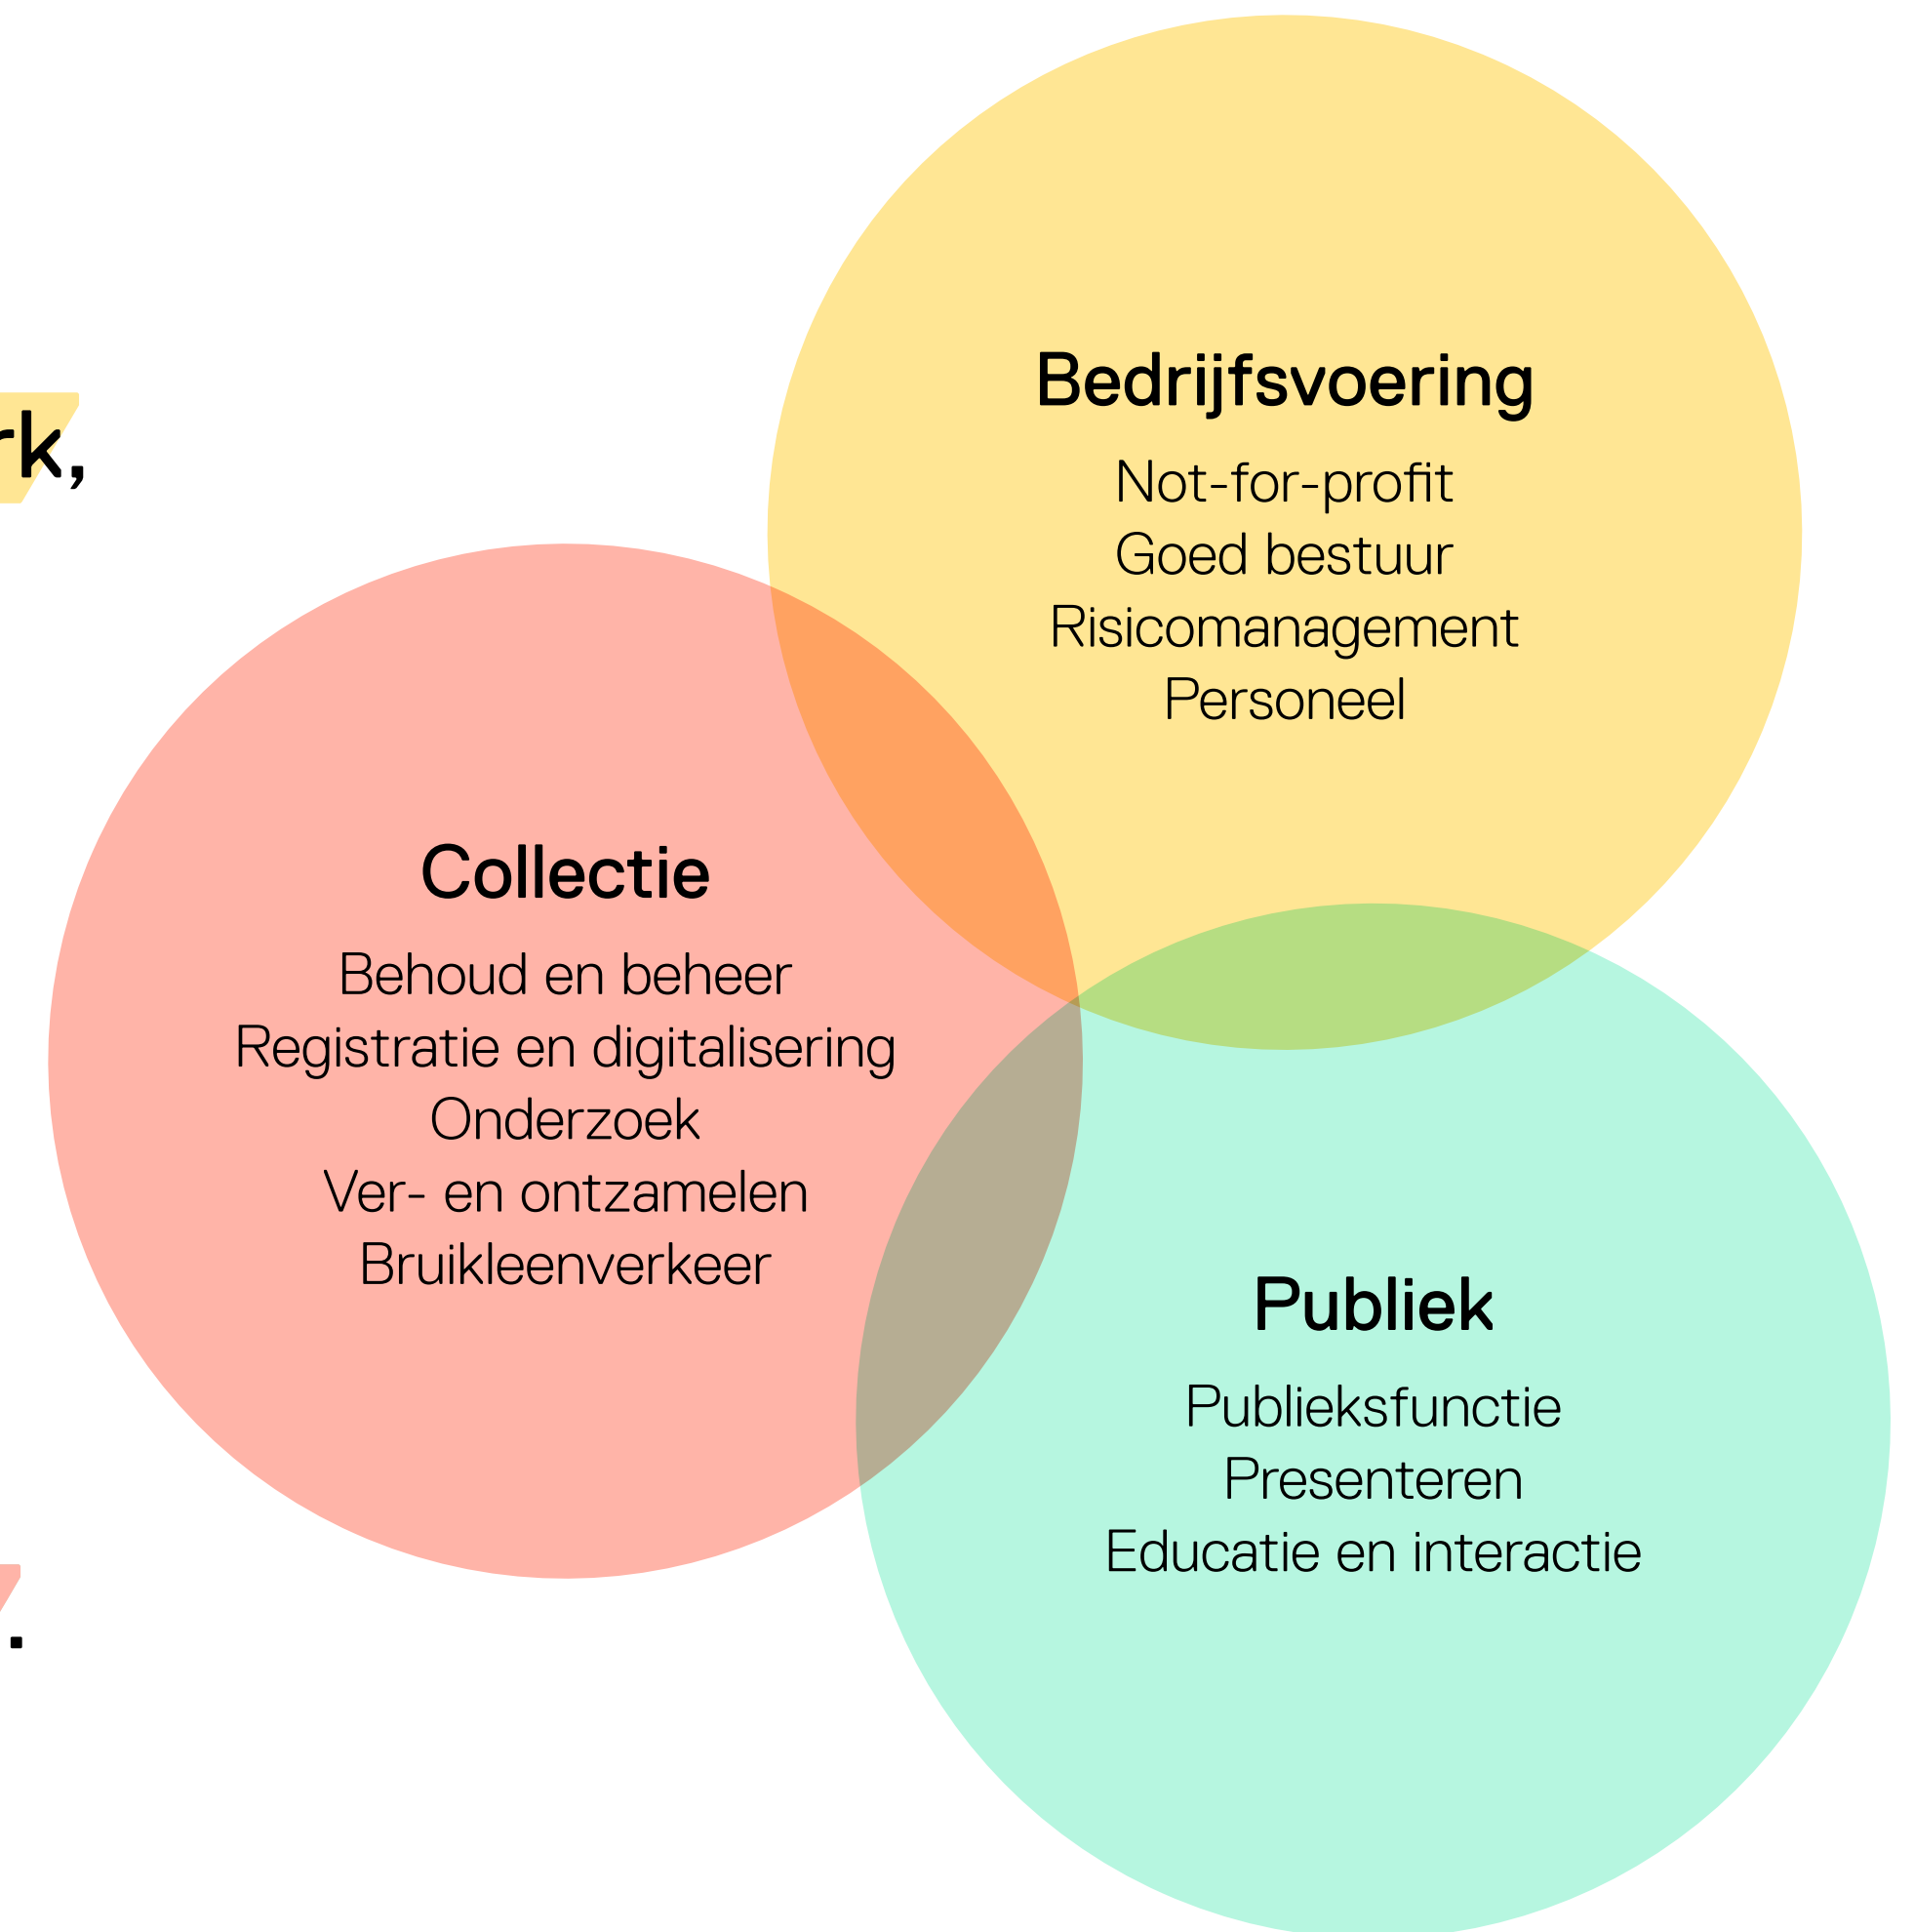 Bedrijfsvoering
Not-for-profit
Goed bestuur
Risicomanagement
Personeel
Collectie
Behoud en beheer
Registratie en digitalisering
Onderzoek
Ver- en ontzamelen
Bruikleenverkeer
Publiek
Publieksfunctie
Presenteren
Educatie en interactie